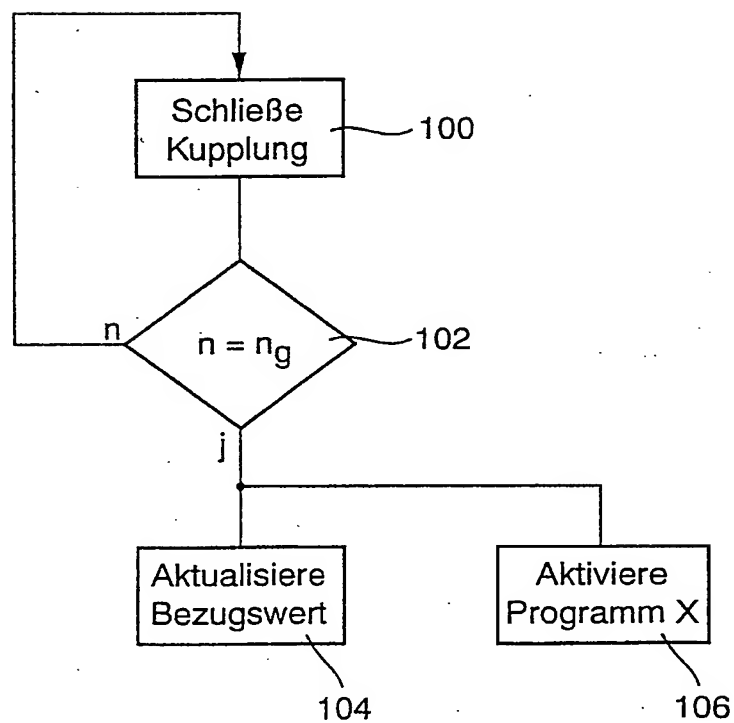 Schließe
Kupplung
100
n
n = ng
102
j
Aktualisiere
Bezugswert
Aktiviere
Programm X
104
106